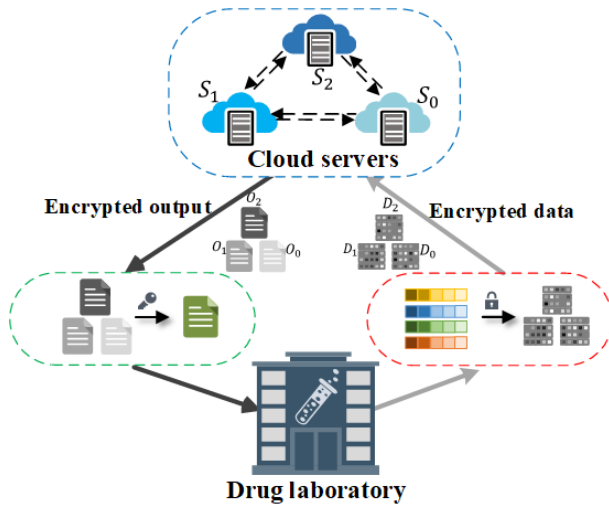 S₂
S₁
S₀
Cloud servers
Encrypted output
O₂
O₁
O₀
D₂
D₁
D₀
Encrypted data
Drug laboratory